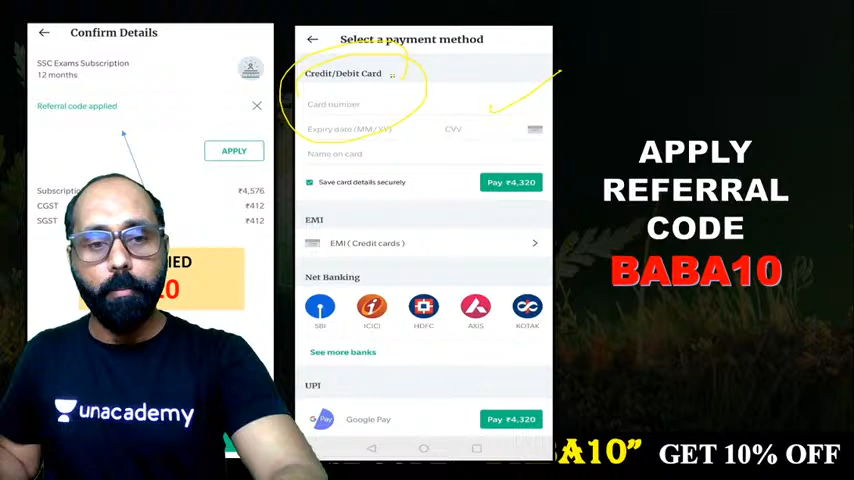 Confirm Details
SSC Exams Subscription
12 months
Referral code applied
APPLY
₹4,576
CGST ₹412
SGST ₹412
unacademy
Select a payment method
Credit/Debit Card
Card number
Expiry date (MM/YY) CVV
Name on card
Save card details securely Pay ₹4,320
EMI
EMI ( Credit cards )
Net Banking
SBI ICICI HDFC AXIS KOTAK
See more banks
UPI
G Pay Google Pay Pay ₹4,320
APPLY
REFERRAL
CODE
BABA10
BA10” GET 10% OFF